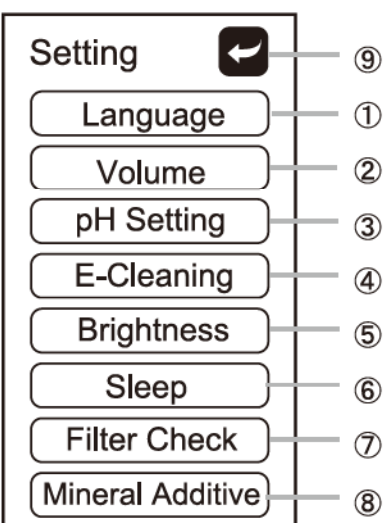 Setting ⑨
Language ①
Volume ②
pH Setting ③
E-Cleaning ④
Brightness ⑤
Sleep ⑥
Filter Check ⑦
Mineral Additive ⑧